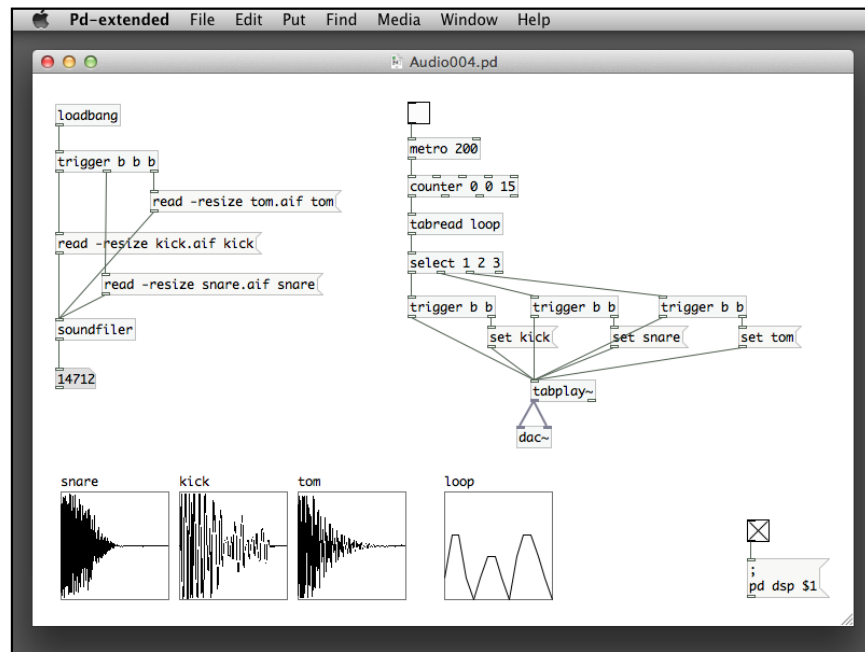 Pd-extended File Edit Put Find Media Window Help
Audio004.pd
loadbang
trigger b b b
read -resize tom.aif tom
read -resize kick.aif kick
read -resize snare.aif snare
soundfiler
14712
metro 200
counter 0 0 15
tabread loop
select 1 2 3
trigger b b trigger b b trigger b b
set kick set snare set tom
tabplay~
dac~
snare kick tom loop
;
pd dsp $1